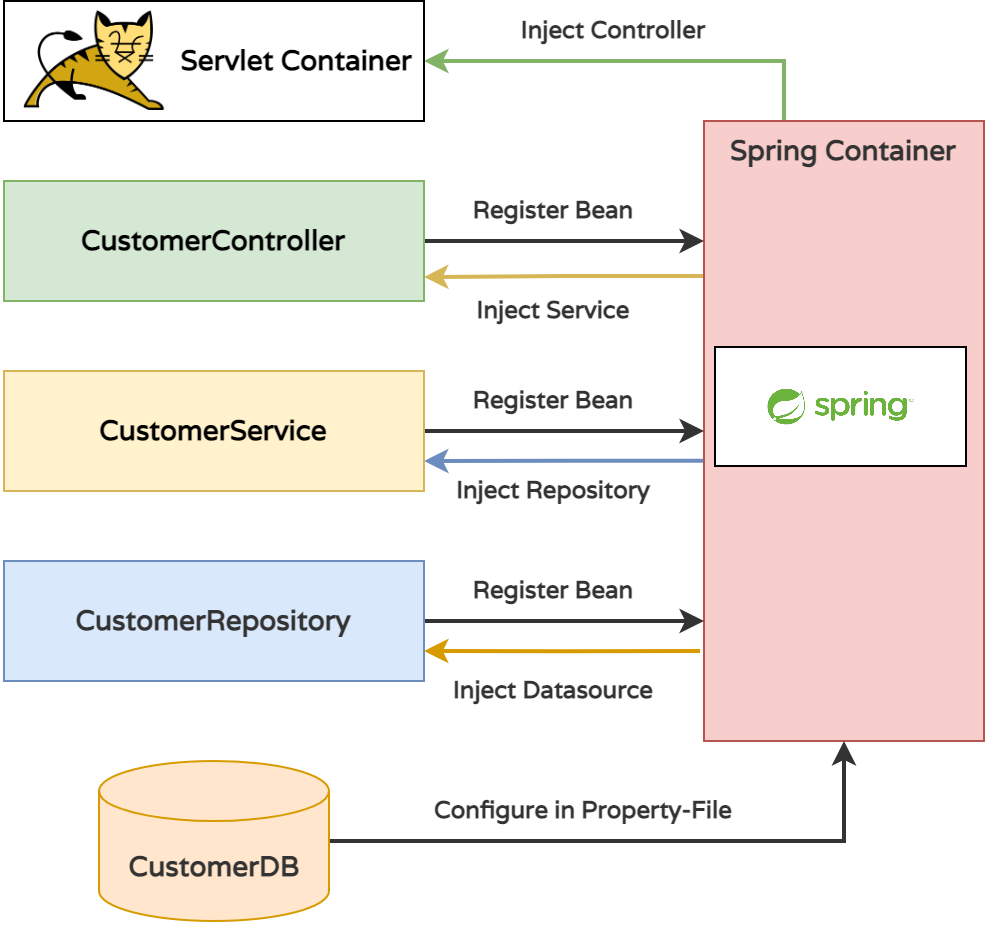 Inject Controller
Servlet Container
Spring Container
Register Bean
CustomerController
Inject Service
Register Bean
spring
CustomerService
Inject Repository
Register Bean
CustomerRepository
Inject Datasource
Configure in Property-File
CustomerDB